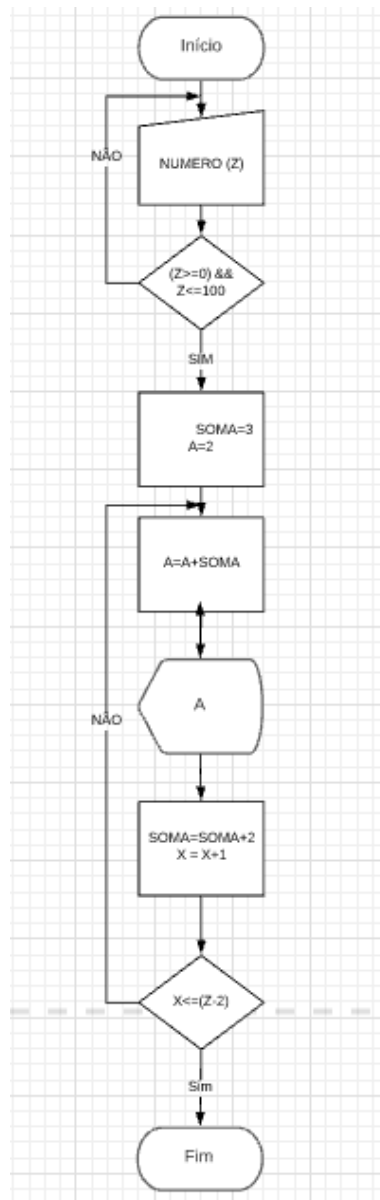 Início
NÃO
NUMERO (Z)
(Z>=0) &&
Z<=100
SIM
SOMA=3
A=2
A=A+SOMA
A
NÃO
SOMA=SOMA+2
X = X+1
X<=(Z-2)
Sim
Fim